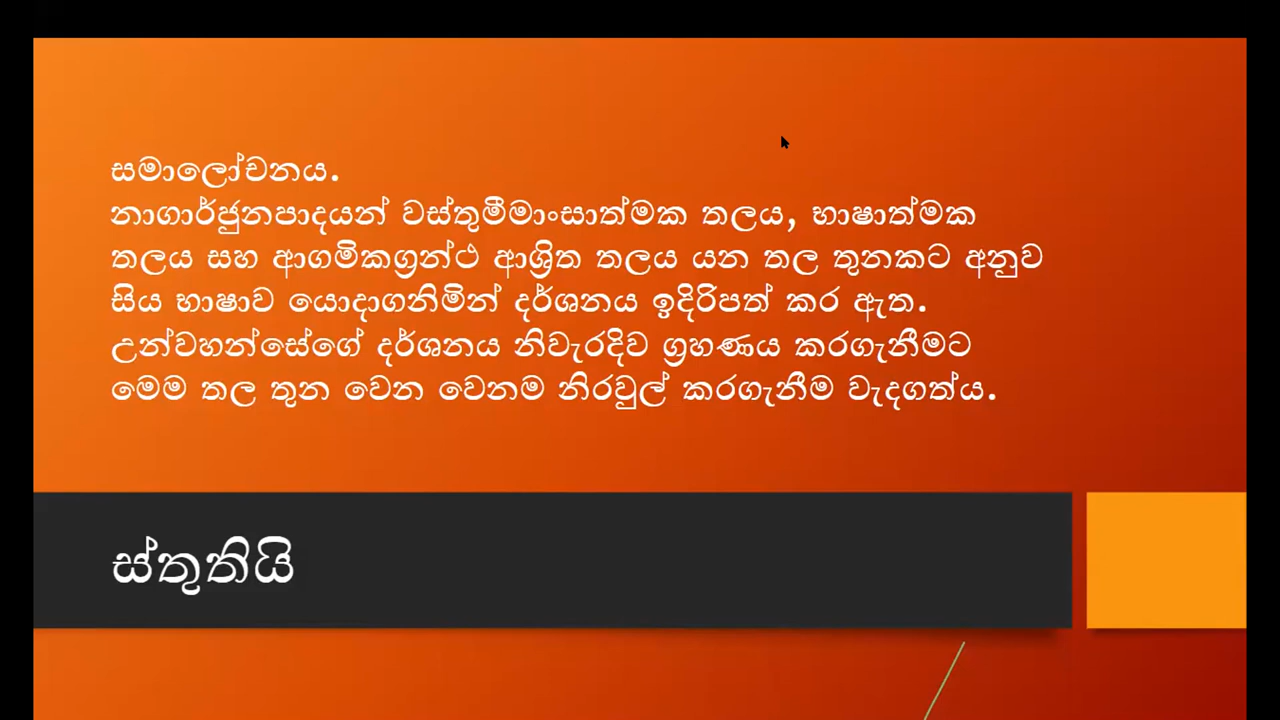 සමාලෝචනය.
නාගාර්ජුනපාදයන් වස්තුමීමාංසාත්මක තලය, භාෂාත්මක
තලය සහ ආගමිකග්‍රන්ථ ආශ්‍රිත තලය යන තල තුනකට අනුව
සිය භාෂාව යොදාගනිමින් දර්ශනය ඉදිරිපත් කර ඇත.
උන්වහන්සේගේ දර්ශනය නිවැරදිව ග්‍රහණය කරගැනීමට
මෙම තල තුන වෙන වෙනම නිරවුල් කරගැනීම වැදගත්ය.
ස්තුතියි